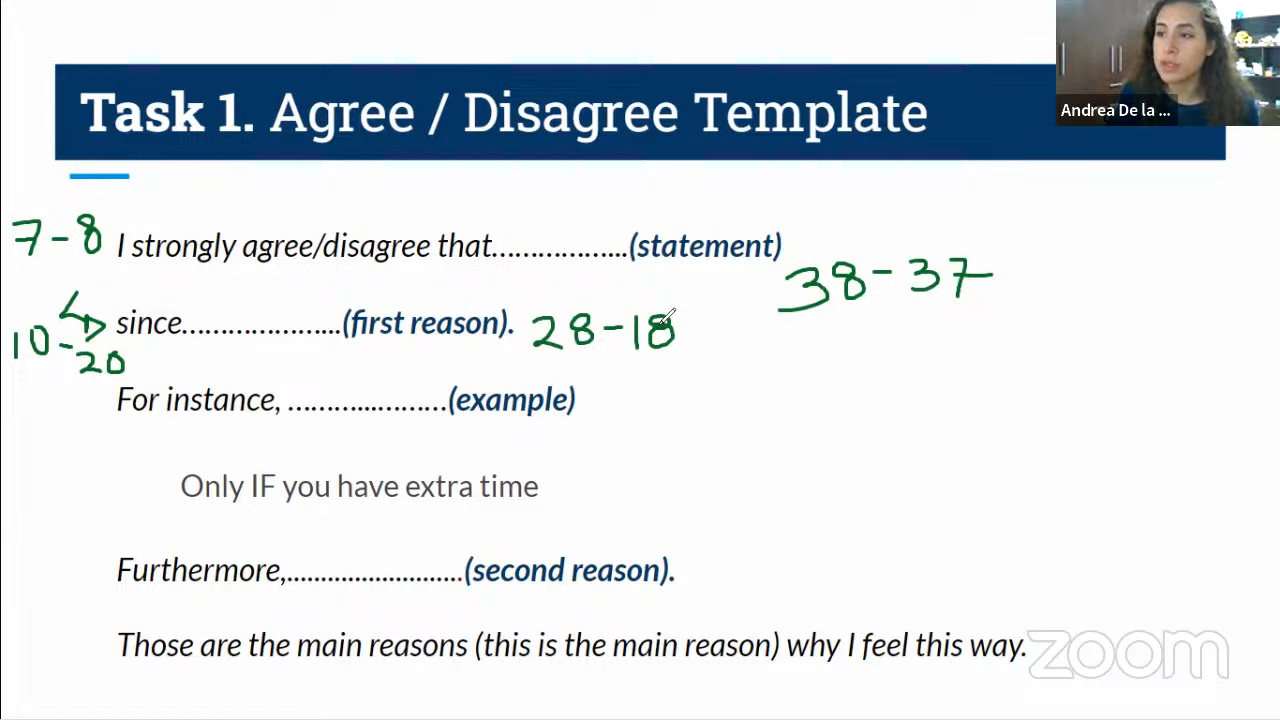 Task 1. Agree / Disagree Template
Andrea De la ...
7-8
I strongly agree/disagree that……………...(statement)
38-37
since…………………..(first reason).
28-18
10-20
For instance, ………...………(example)
Only IF you have extra time
Furthermore,..........................(second reason).
Those are the main reasons (this is the main reason) why I feel this way.
zoom